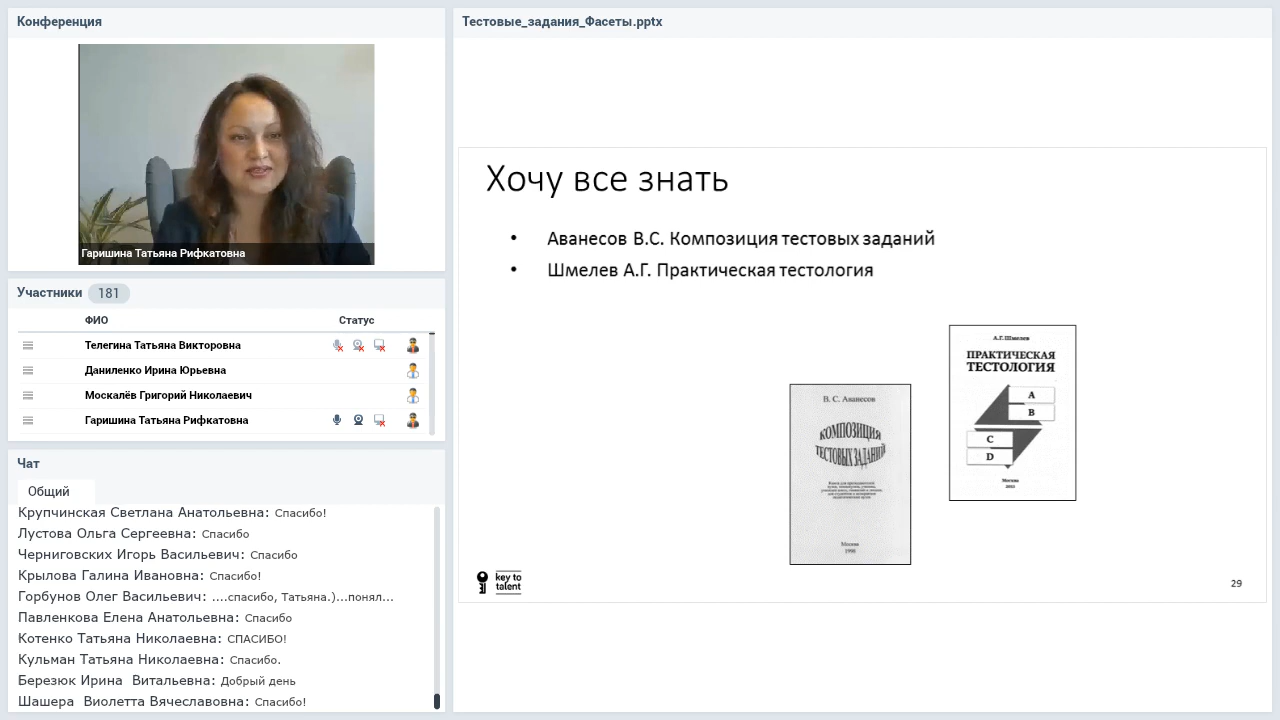 Конференция
Гаришина Татьяна Рифкатовна
Участники 181
ФИО Статус
Телегина Татьяна Викторовна
Даниленко Ирина Юрьевна
Москалёв Григорий Николаевич
Гаришина Татьяна Рифкатовна
Чат
Общий
Крупчинская Светлана Анатольевна: Спасибо!
Лустова Ольга Сергеевна: Спасибо
Черниговских Игорь Васильевич: Спасибо
Крылова Галина Ивановна: Спасибо!
Горбунов Олег Васильевич: ....спасибо, Татьяна.)...понял...
Павленкова Елена Анатольевна: Спасибо
Котенко Татьяна Николаевна: СПАСИБО!
Кульман Татьяна Николаевна: Спасибо.
Березюк Ирина  Витальевна: Добрый день
Шашера  Виолетта Вячеславовна: Спасибо!
Тестовые_задания_Фасеты.pptx
Хочу все знать
• Аванесов В.С. Композиция тестовых заданий
• Шмелев А.Г. Практическая тестология
В. С. Аванесов
КОМПОЗИЦИЯ
ТЕСТОВЫХ ЗАДАНИЙ
Москва
1998
А.Г. Шмелев
ПРАКТИЧЕСКАЯ
ТЕСТОЛОГИЯ
A
B
C
D
Москва
key to
talent
29